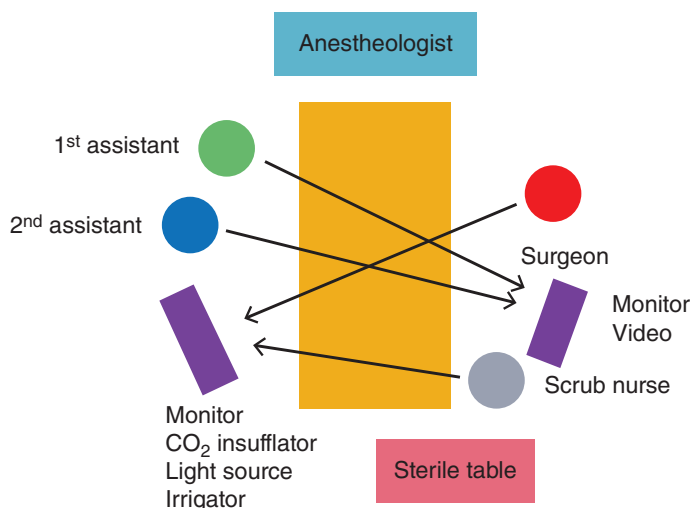 Anestheologist
1st assistant
2nd assistant
Surgeon
Monitor
Video
Scrub nurse
Monitor
CO2 insufflator
Light source
Irrigator
Sterile table